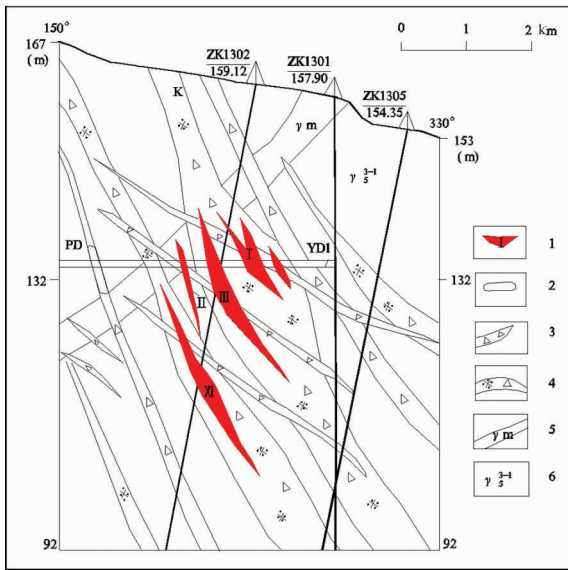 150°
167
(m)
ZK1302
159.12
ZK1301
157.90
ZK1305
154.35
330°
153
(m)
0 1 2 km
K
γ m
γ 3-1 5
PD
YD1
132
132
I
II
III
XI
92
92
I 1
2
3
4
γ m 5
γ 3-1 5 6